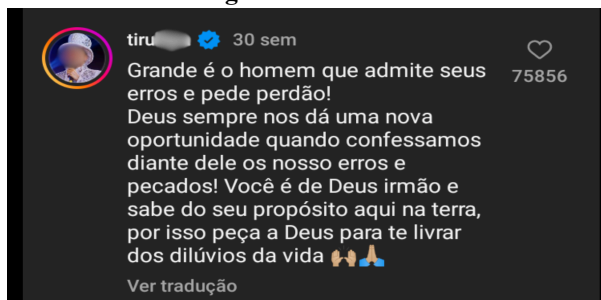 tiru 30 sem
Grande é o homem que admite seus
erros e pede perdão!
75856
Deus sempre nos dá uma nova
oportunidade quando confessamos
diante dele os nosso erros e
pecados! Você é de Deus irmão e
sabe do seu propósito aqui na terra,
por isso peça a Deus para te livrar
dos dilúvios da vida 🙌🏼🙏🏼
Ver tradução